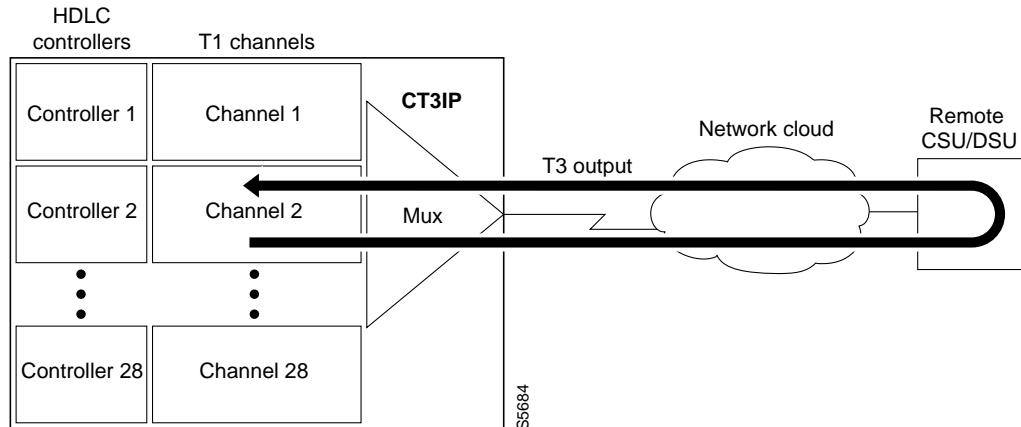 HDLC
controllers
T1 channels
Controller 1
Channel 1
CT3IP
Network cloud
Remote
CSU/DSU
T3 output
Controller 2
Channel 2
Mux
Controller 28
Channel 28
S5684